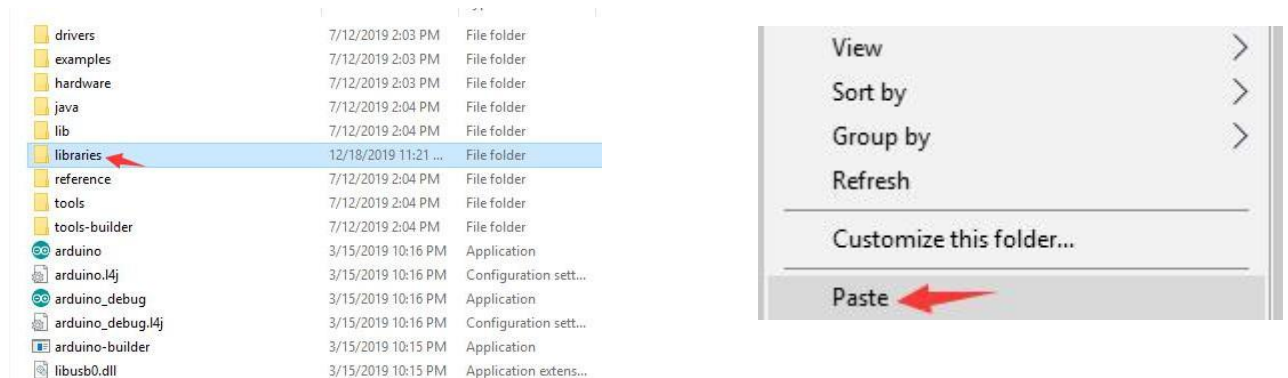 drivers 7/12/2019 2:03 PM File folder
examples 7/12/2019 2:03 PM File folder
hardware 7/12/2019 2:03 PM File folder
java 7/12/2019 2:04 PM File folder
lib 7/12/2019 2:04 PM File folder
libraries 12/18/2019 11:21 ... File folder
reference 7/12/2019 2:04 PM File folder
tools 7/12/2019 2:04 PM File folder
tools-builder 7/12/2019 2:04 PM File folder
arduino 3/15/2019 10:16 PM Application
arduino.l4j 3/15/2019 10:16 PM Configuration sett...
arduino_debug 3/15/2019 10:16 PM Application
arduino_debug.l4j 3/15/2019 10:16 PM Configuration sett...
arduino-builder 3/15/2019 10:15 PM Application
libusb0.dll 3/15/2019 10:15 PM Application extens...
View
Sort by
Group by
Refresh
Customize this folder...
Paste